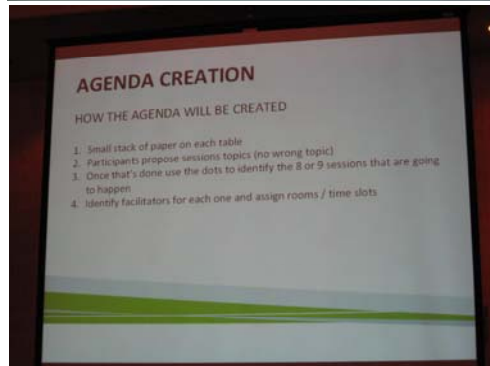 AGENDA CREATION
HOW THE AGENDA WILL BE CREATED
1. Small stack of paper on each table
2. Participants propose sessions topics (no wrong topic)
3. Once that's done use the dots to identify the 8 or 9 sessions that are going
to happen
4. Identify facilitators for each one and assign rooms / time slots